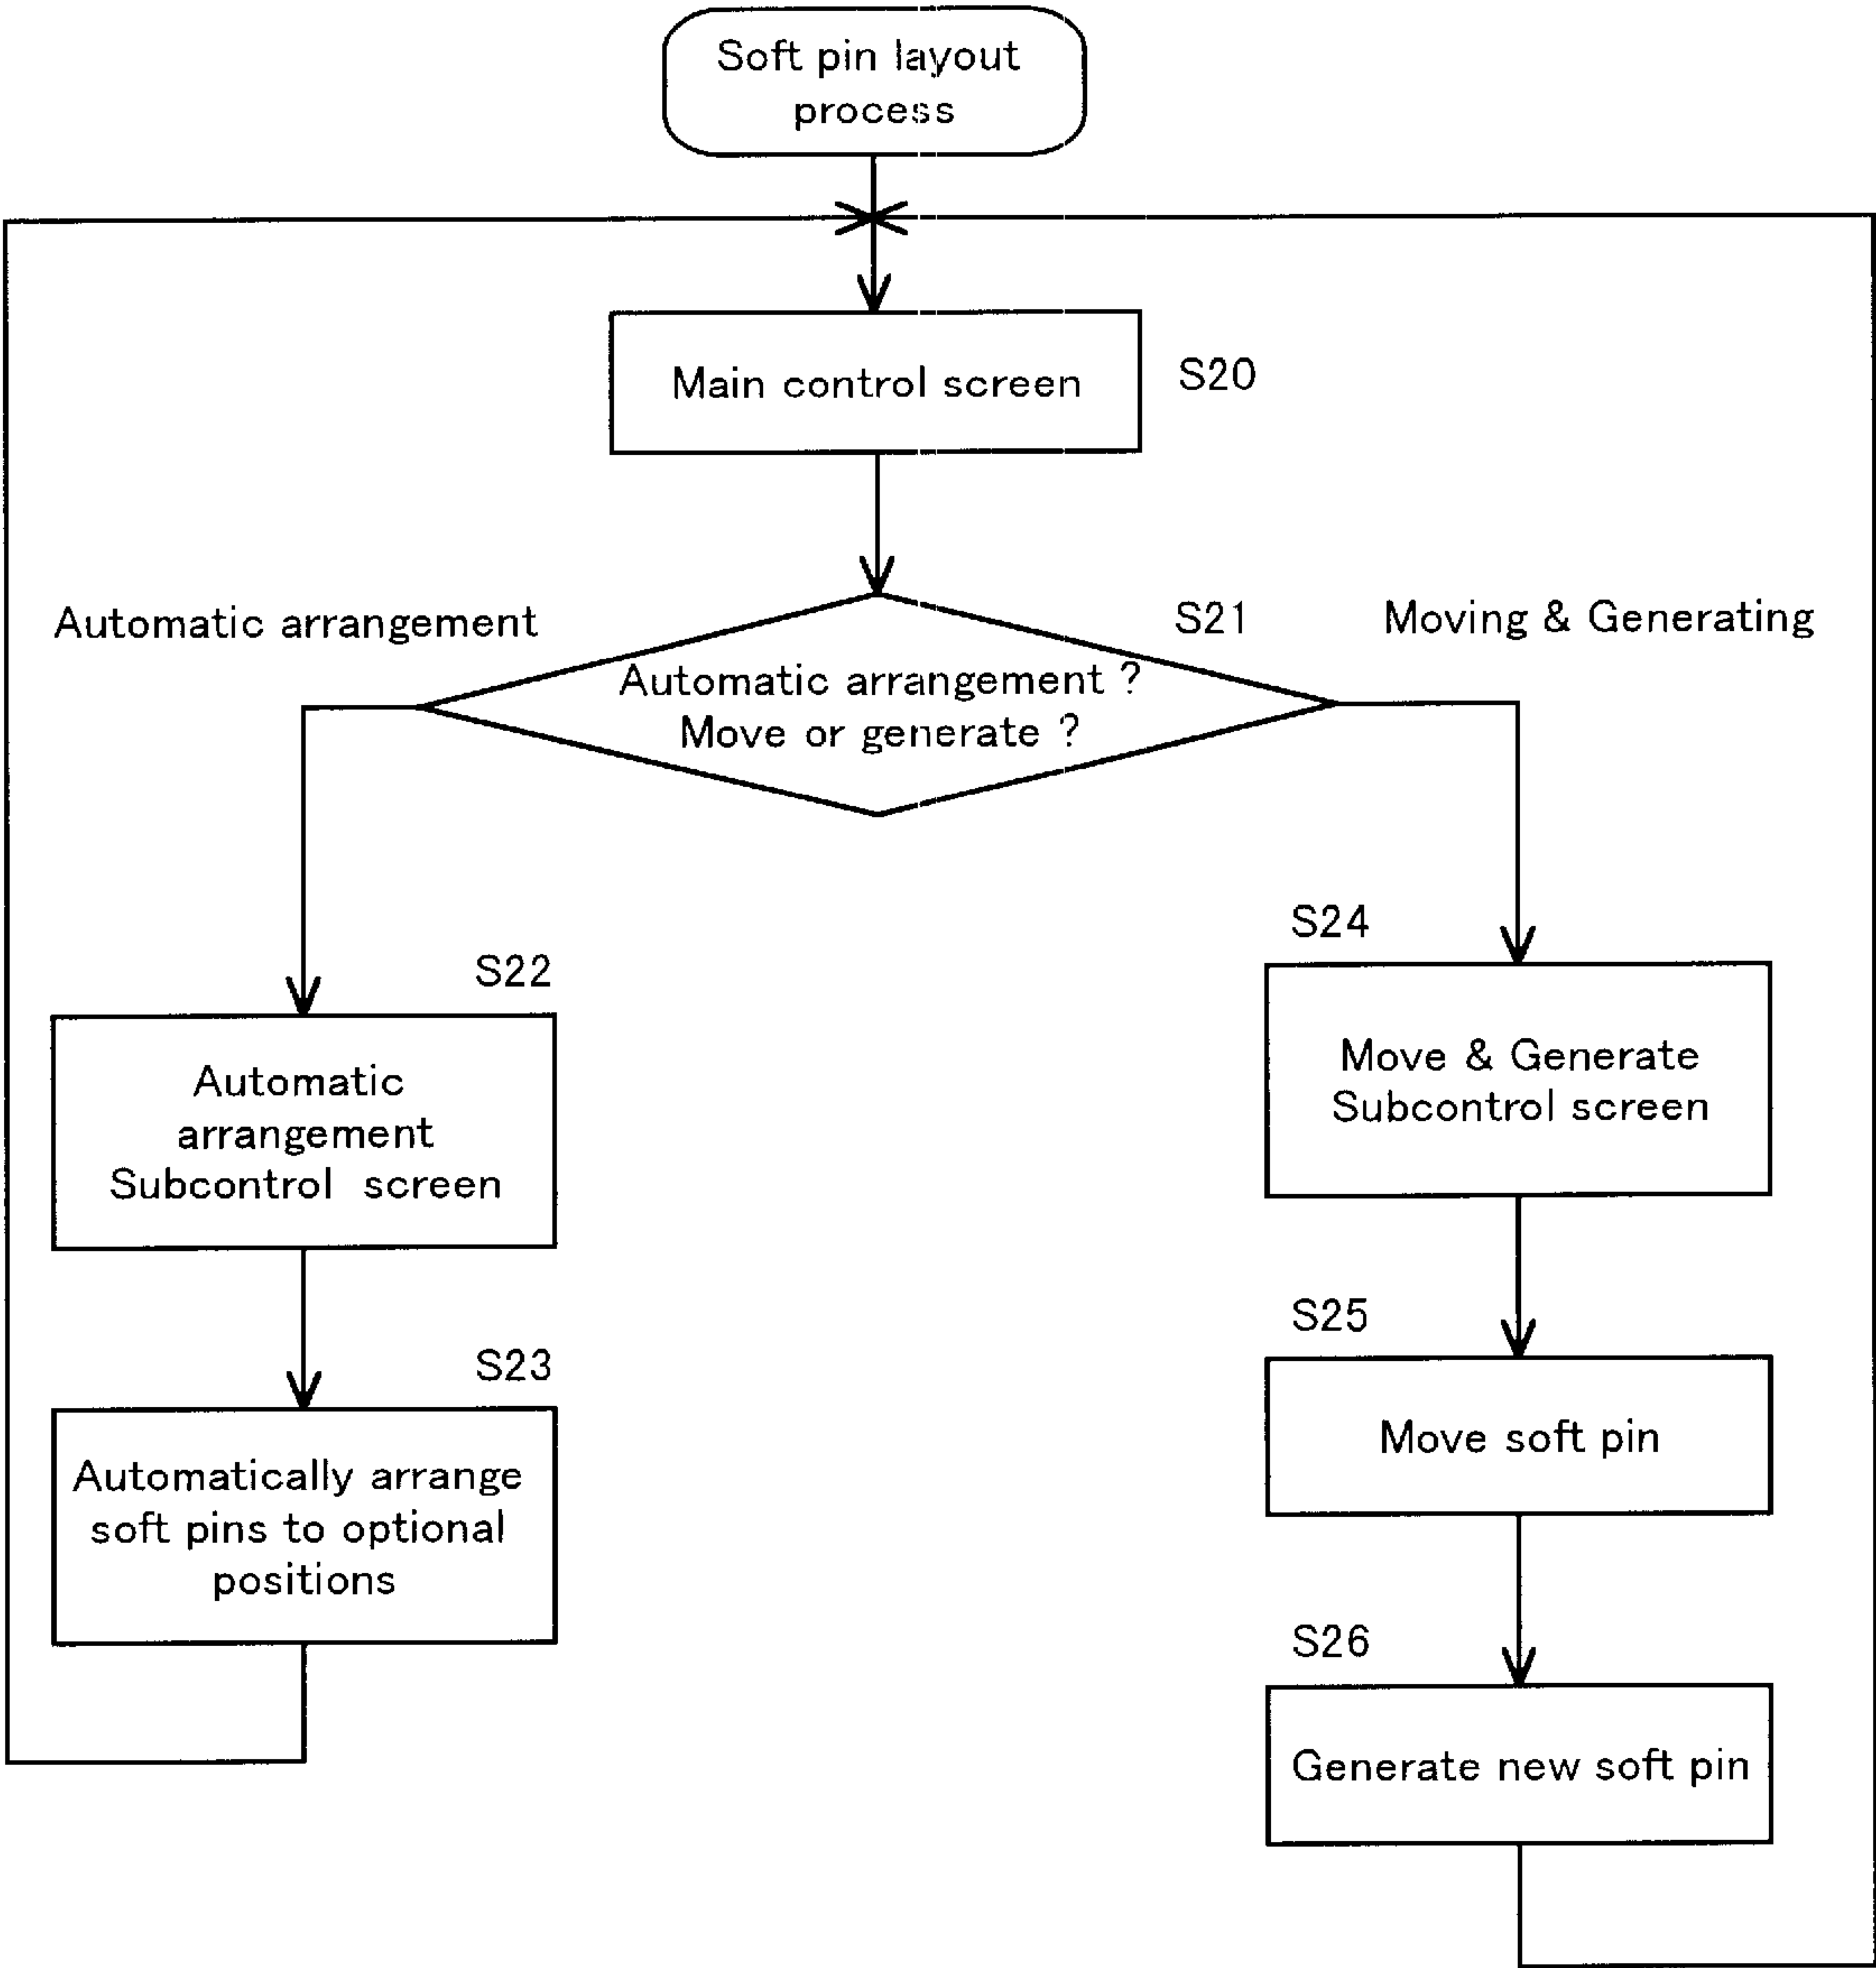 Soft pin layout
process
Main control screen
S20
Automatic arrangement
S21
Moving & Generating
Automatic arrangement ?
Move or generate ?
S22
Automatic
arrangement
Subcontrol screen
S23
Automatically arrange
soft pins to optional
positions
S24
Move & Generate
Subcontrol screen
S25
Move soft pin
S26
Generate new soft pin